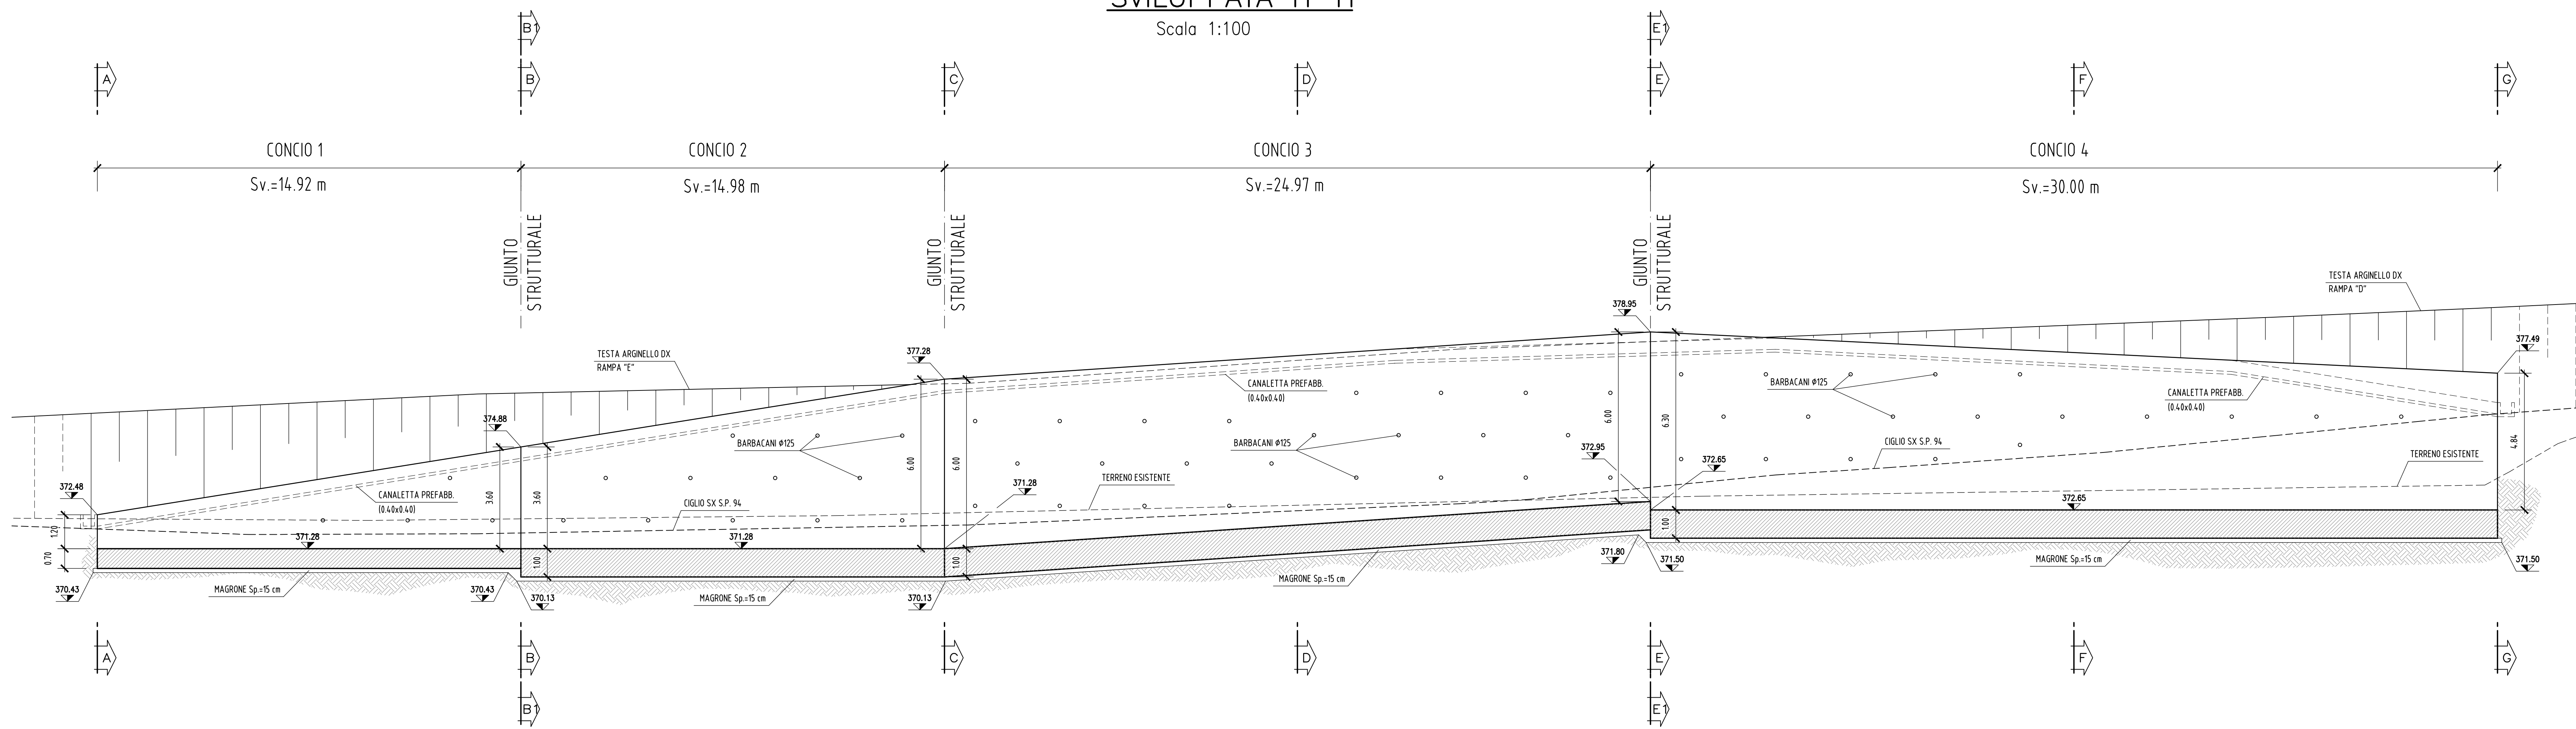 Scala 1:100
B1
E1
A
B
C
D
E
F
G
CONCIO 1
CONCIO 2
CONCIO 3
CONCIO 4
Sv.=14.92 m
Sv.=14.98 m
Sv.=24.97 m
Sv.=30.00 m
GIUNTO
STRUTTURALE
GIUNTO
STRUTTURALE
GIUNTO
STRUTTURALE
TESTA ARGINELLO DX
RAMPA "D"
378.95
377.49
377.28
TESTA ARGINELLO DX
RAMPA "E"
374.88
372.48
CANALETTA PREFABB.
(0.40x0.40)
CANALETTA PREFABB.
(0.40x0.40)
CANALETTA PREFABB.
(0.40x0.40)
BARBACANI Φ125
BARBACANI Φ125
BARBACANI Φ125
CIGLIO SX S.P. 94
CIGLIO SX S.P. 94
TERRENO ESISTENTE
TERRENO ESISTENTE
1.20
0.70
3.60
3.60
1.00
6.00
6.00
1.00
6.00
6.30
1.00
4.84
371.28
371.28
371.28
372.95
372.65
372.65
370.43
370.43
370.13
370.13
371.80
371.50
371.50
MAGRONE Sp.=15 cm
MAGRONE Sp.=15 cm
MAGRONE Sp.=15 cm
MAGRONE Sp.=15 cm
A
B
C
D
E
F
G
B1
E1